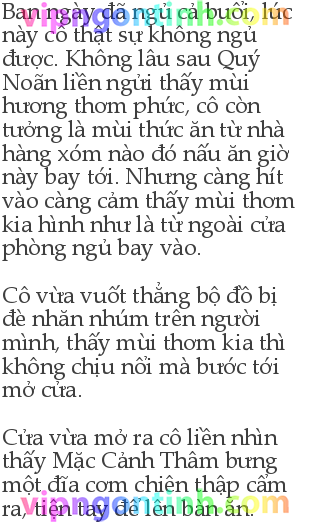 Ban ngày đã ngủ cả buổi, lúc
này cô thật sự không ngủ
được. Không lâu sau Quý
Noãn liền ngửi thấy mùi
hương thơm phức, cô còn
tưởng là mùi thức ăn từ nhà
hàng xóm nào đó nấu ăn giờ
này bay tới. Nhưng càng hít
vào càng cảm thấy mùi thơm
kia hình như là từ ngoài cửa
phòng ngủ bay vào.
Cô vừa vuốt thẳng bộ đồ bị
đè nhăn nhúm trên người
mình, thấy mùi thơm kia thì
không chịu nổi mà bước tới
mở cửa.
Cửa vừa mở ra cô liền nhìn
thấy Mặc Cảnh Thâm bưng
một đĩa cơm chiên thập cẩm
ra, tiện tay để lên bàn ăn.
vipngontinh.com
vipngontinh.com